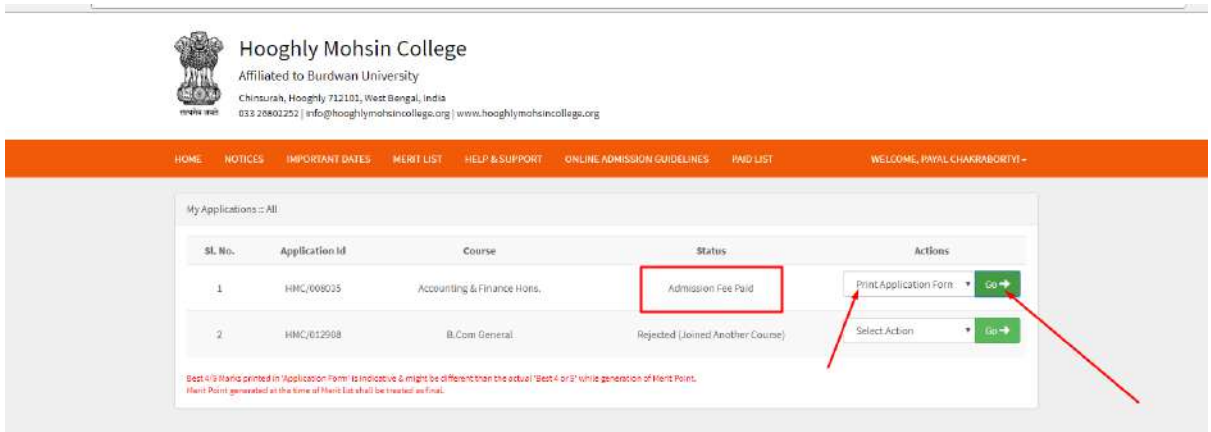 Hooghly Mohsin College
Affiliated to Burdwan University
Chinsurah, Hooghly 712101, West Bengal, India
033 26802252 | info@hooghlymohsincollege.org | www.hooghlymohsincollege.org
सत्यमेव जयते
HOME NOTICES IMPORTANT DATES MERIT LIST HELP & SUPPORT ONLINE ADMISSION GUIDELINES PAID LIST WELCOME, PAYAL CHAKRABORTY!
My Applications :: All
Sl. No. Application Id Course Status Actions
1 HMC/008035 Accounting & Finance Hons. Admission Fee Paid Print Application Form Go
2 HMC/012908 B.Com General Rejected (Joined Another Course) Select Action Go
Best 4/5 Marks printed in 'Application Form' is indicative & might be different than the actual 'Best 4 or 5' while generation of Merit Point.
Merit Point generated at the time of Merit list shall be treated as final.